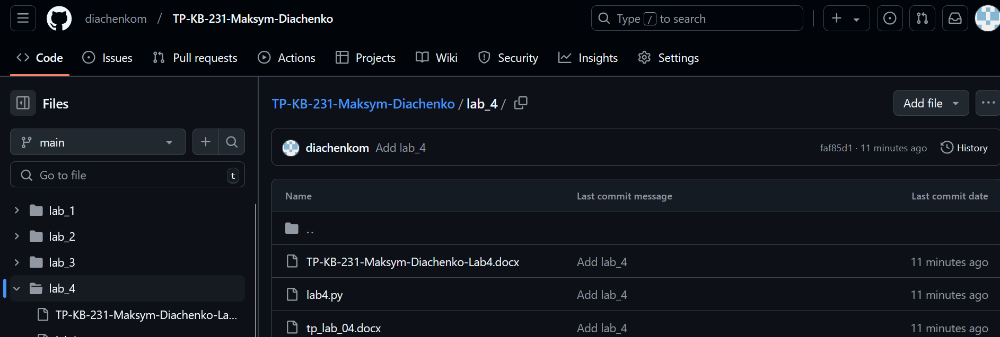 diachenkom / TP-KB-231-Maksym-Diachenko
Type / to search
Code Issues Pull requests Actions Projects Wiki Security Insights Settings
Files
main
Go to file t
lab_1
lab_2
lab_3
lab_4
TP-KB-231-Maksym-Diachenko-La...
TP-KB-231-Maksym-Diachenko / lab_4 /
Add file
diachenkom Add lab_4
faf85d1 · 11 minutes ago History
Name Last commit message Last commit date
..
TP-KB-231-Maksym-Diachenko-Lab4.docx Add lab_4 11 minutes ago
lab4.py Add lab_4 11 minutes ago
tp_lab_04.docx Add lab_4 11 minutes ago